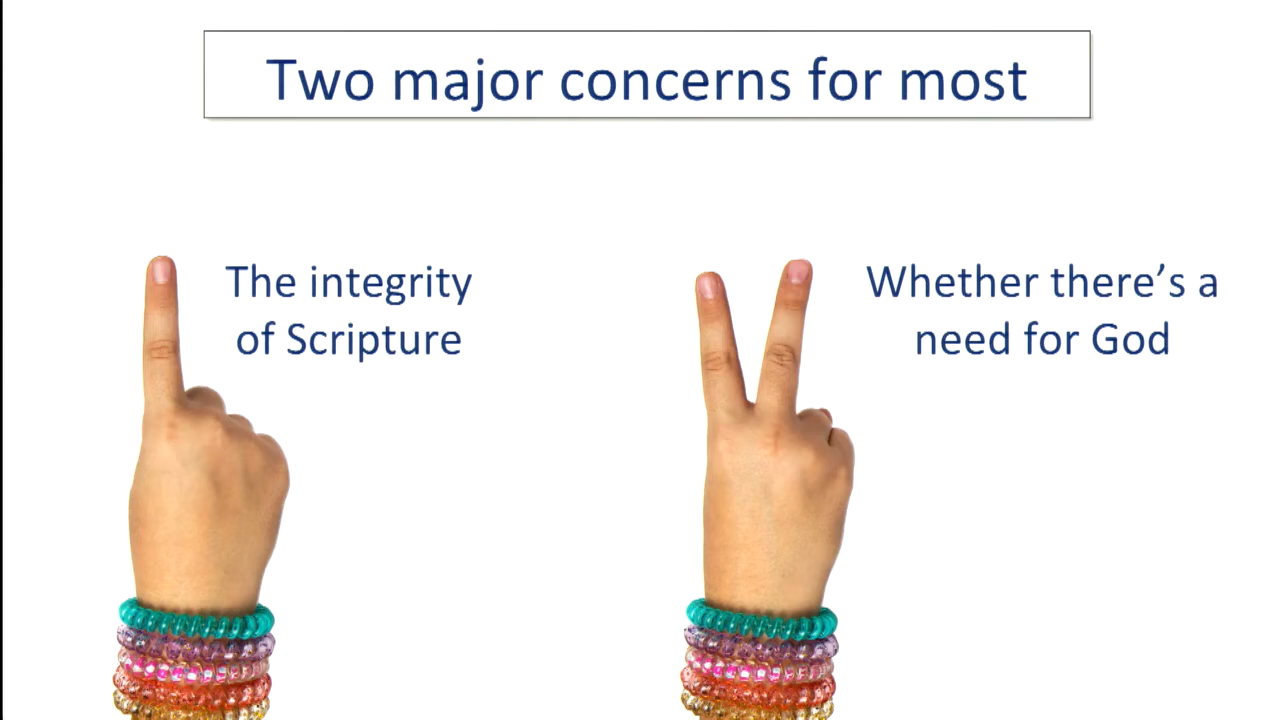 Two major concerns for most
The integrity
of Scripture
Whether there’s a
need for God